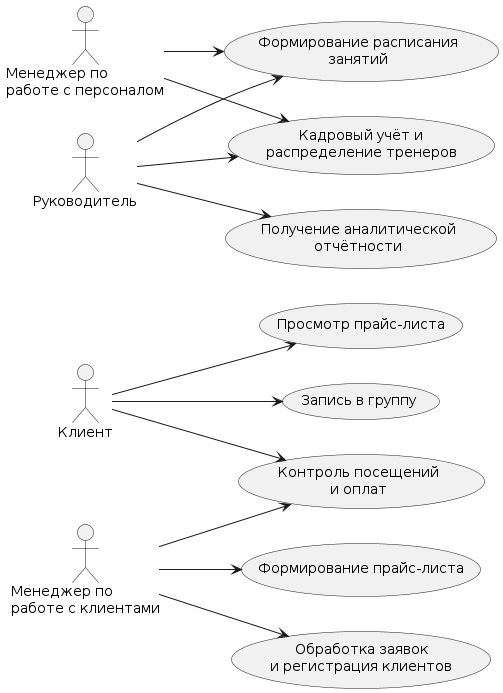 Менеджер по
работе с персоналом
Формирование расписания
занятий
Кадровый учёт и
распределение тренеров
Руководитель
Получение аналитической
отчётности
Просмотр прайс-листа
Запись в группу
Клиент
Контроль посещений
и оплат
Формирование прайс-листа
Менеджер по
работе с клиентами
Обработка заявок
и регистрация клиентов